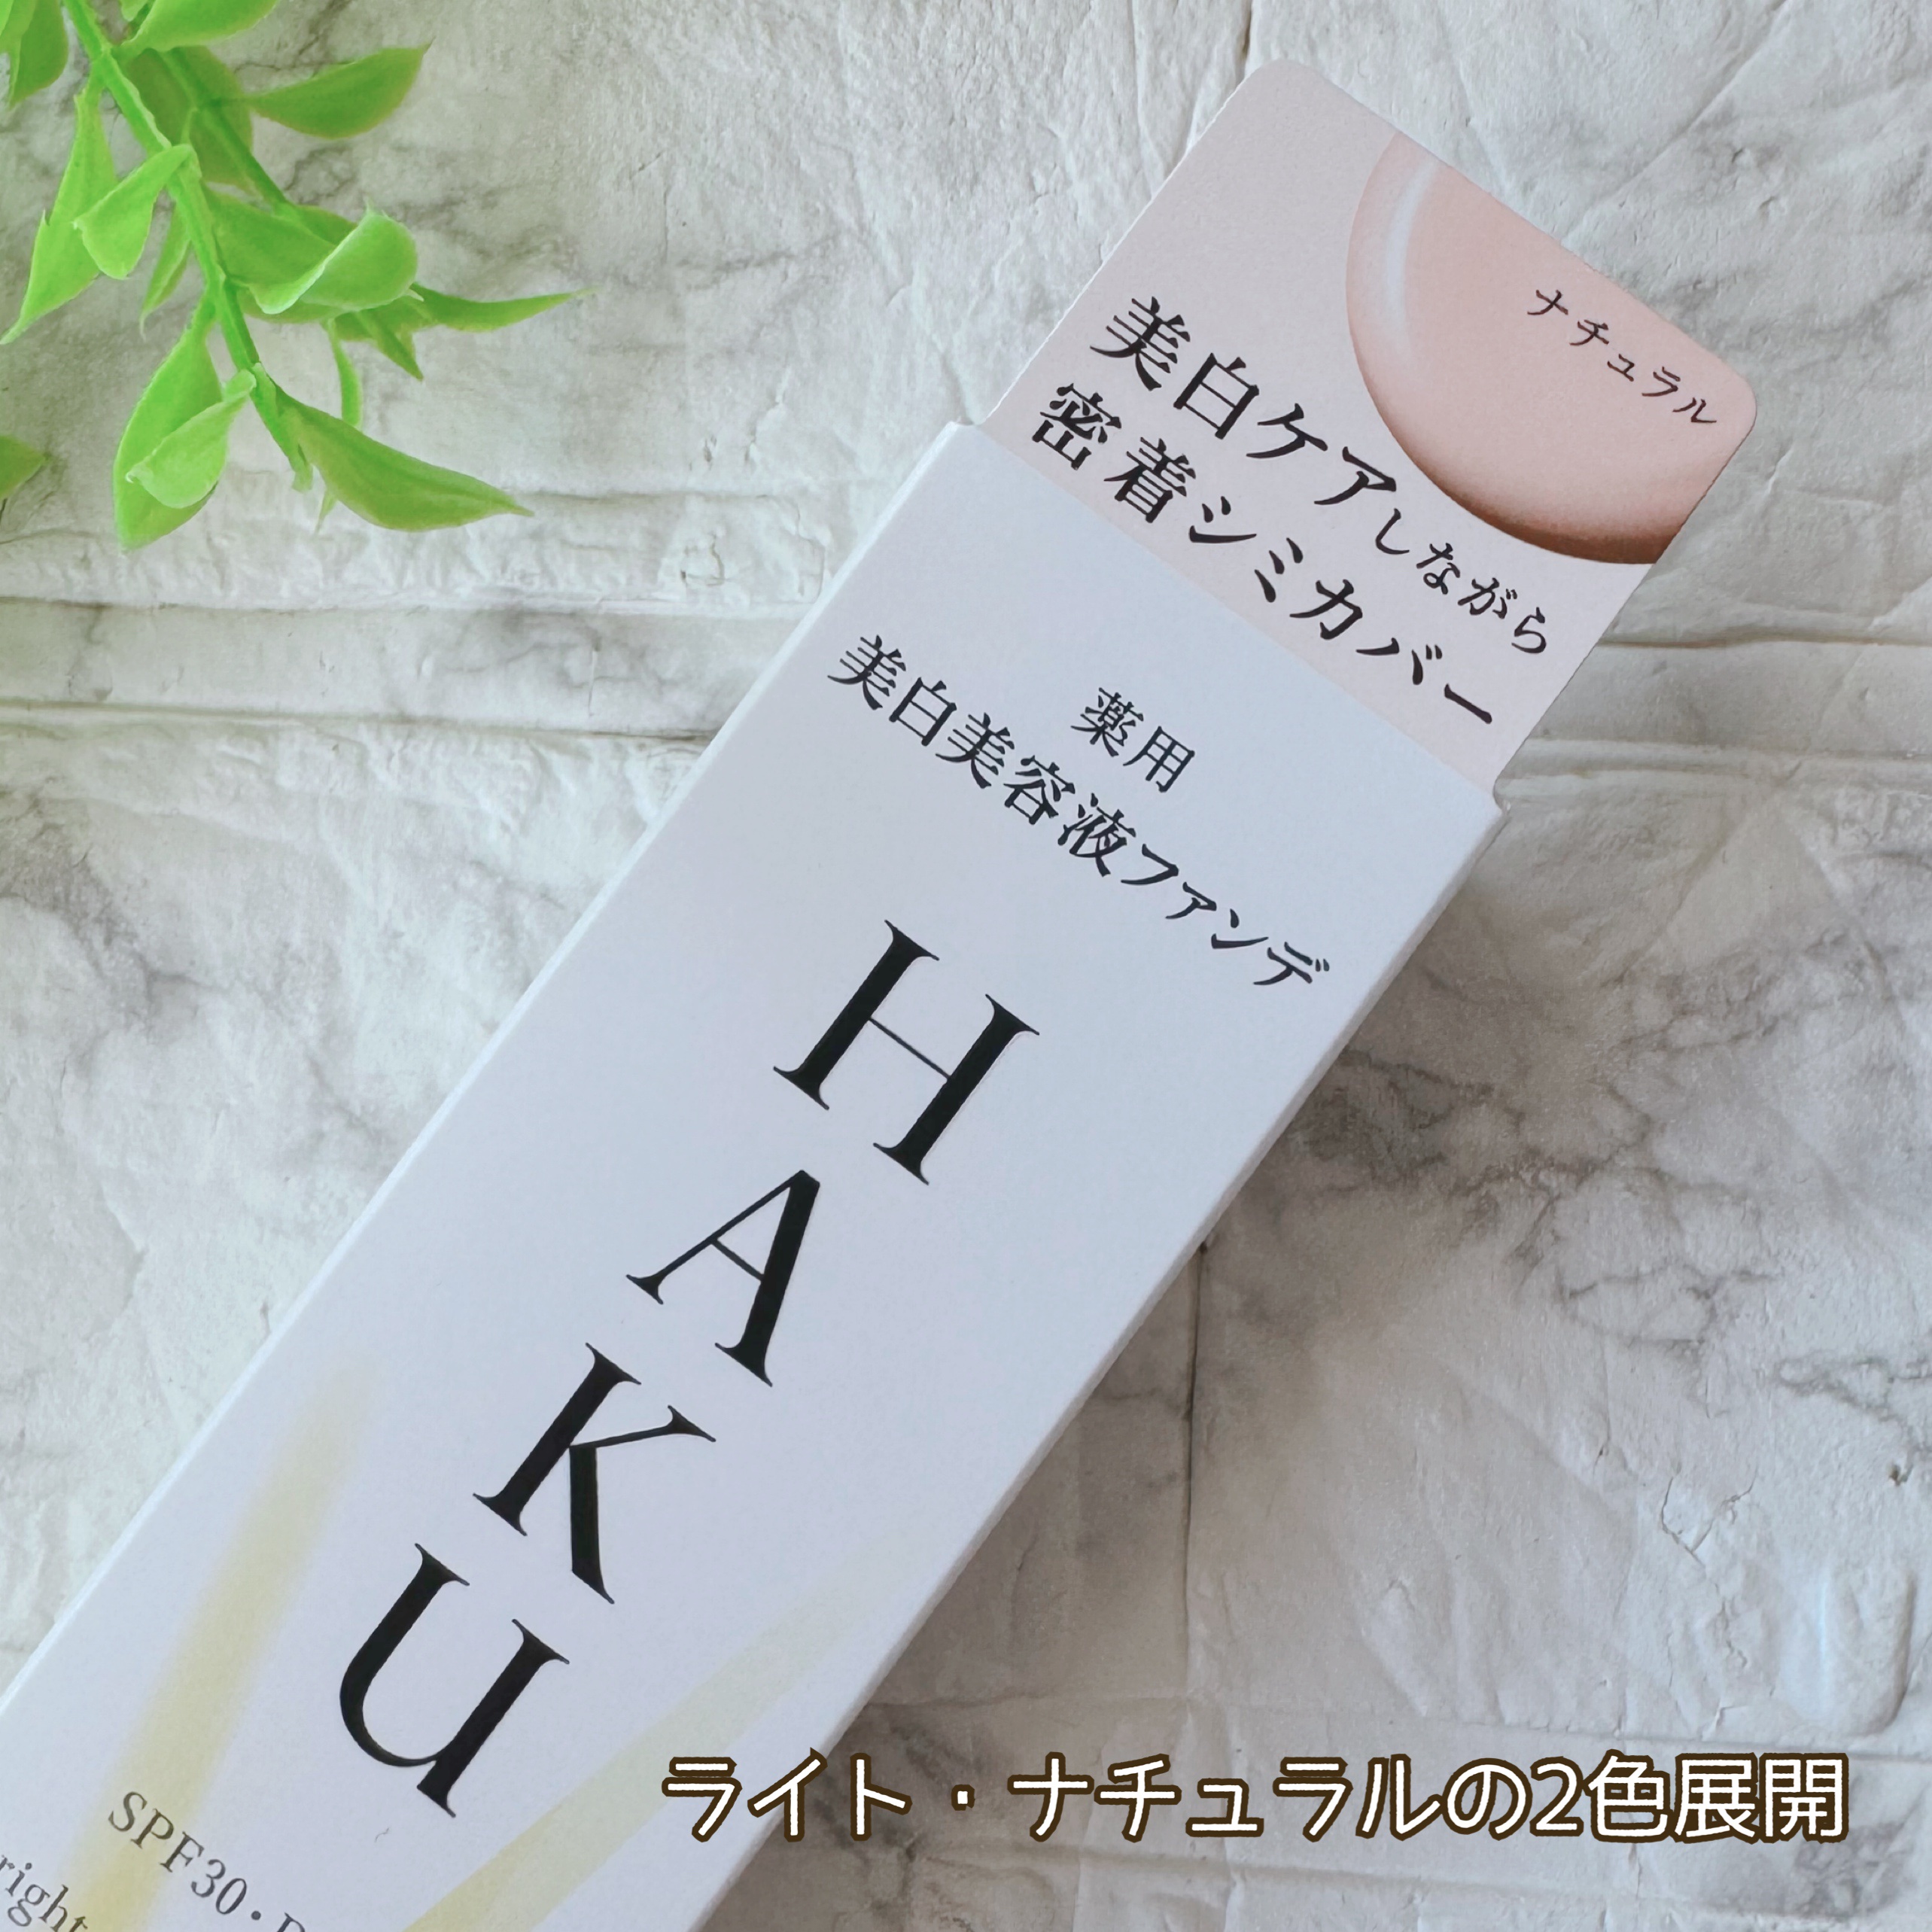 ナチュラル
美白ケアしながら
密着シミカバー
薬用
美白美容液ファンデ
HAKU
SPF30・
ライト・ナチュラルの2色展開